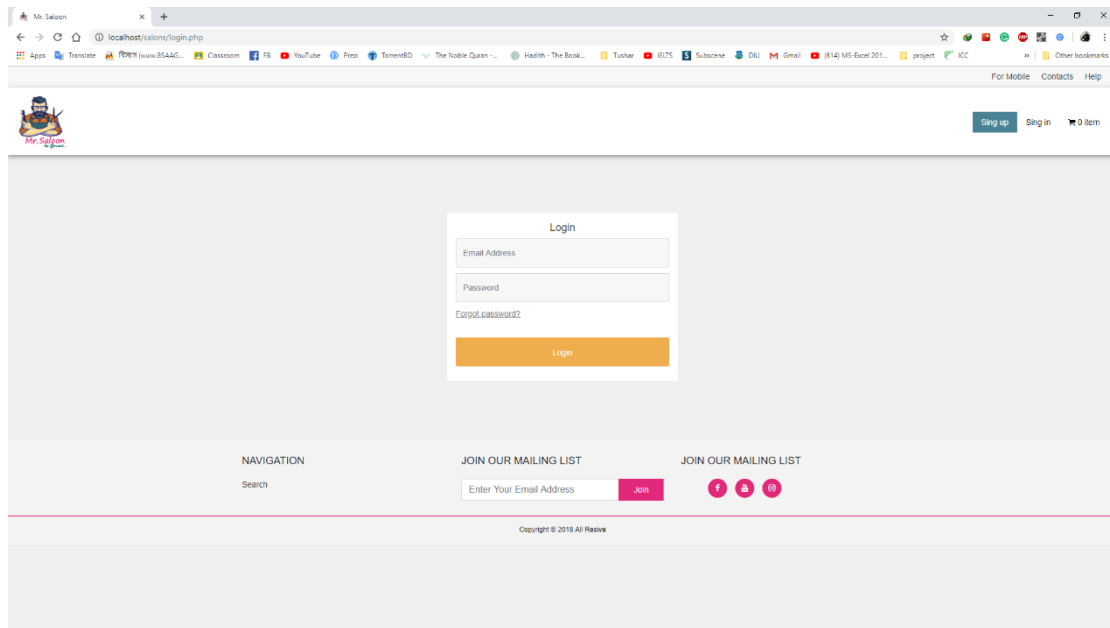 Mr. Saloon
localhost/salons/login.php
Apps Translate (www.BSAAG... Classroom FB YouTube Prezi TorrentBD The Noble Quran -... Hadith - The Book... Tushar IELTS Subscene DIU Gmail (614) MS-Excel 201... project ICC » Other bookmarks
For Mobile Contacts Help
Mr. Saloon
Sing up Sing in 0 item
Login
Email Address
Password
Forgot password?
Login
NAVIGATION JOIN OUR MAILING LIST JOIN OUR MAILING LIST
Search Enter Your Email Address Join
Copyright © 2018 All Resive